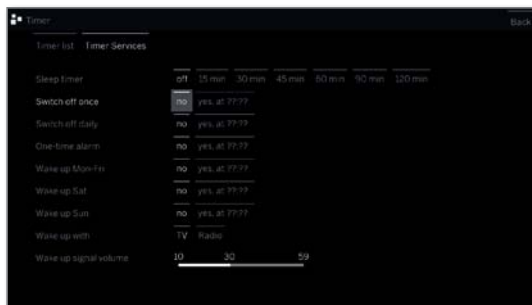 Timer Back
Timer list Timer Services
Sleep timer off 15 min 30 min 45 min 60 min 90 min 120 min
Switch off once no yes, at ??:??
Switch off daily no yes, at ??:??
One-time alarm no yes, at ??:??
Wake up Mon-Fri no yes, at ??:??
Wake up Sat no yes, at ??:??
Wake up Sun no yes, at ??:??
Wake up with TV Radio
Wake up signal volume 10 30 59